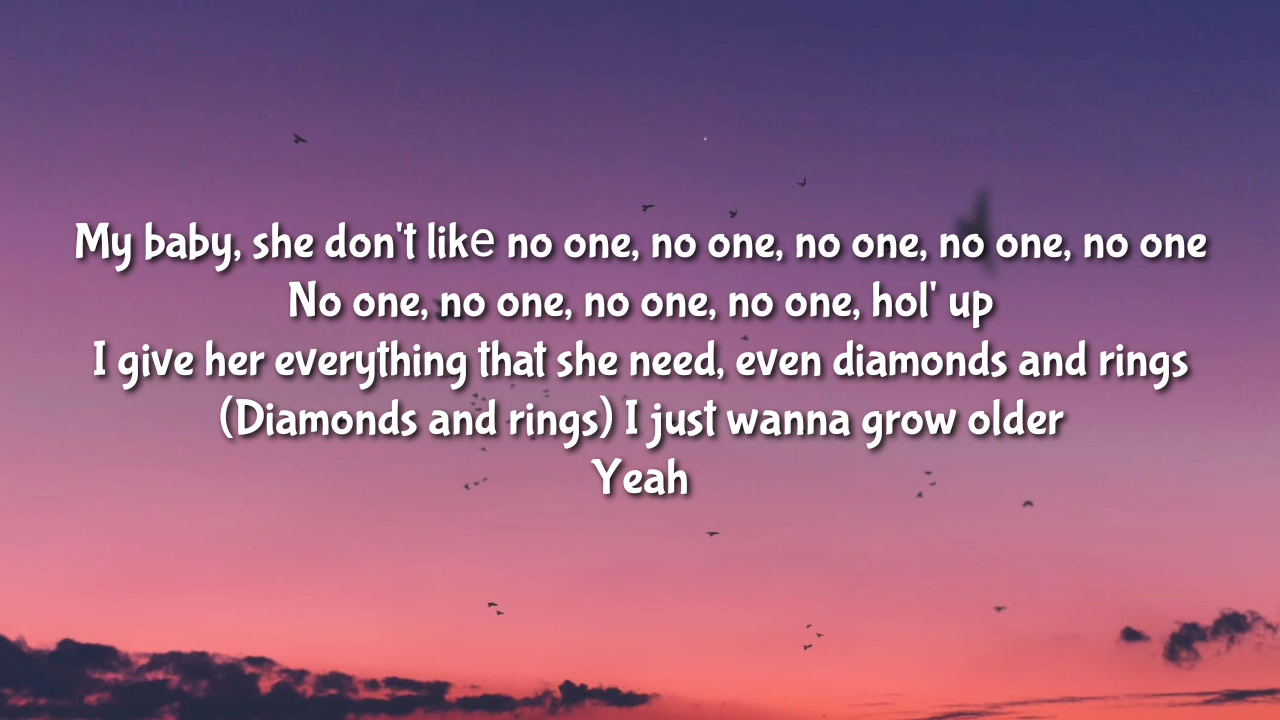 My baby, she don't likе no one, no one, no one, no one, no one
No one, no one, no one, no one, hol' up
I give her everything that she need, even diamonds and rings
(Diamonds and rings) I just wanna grow older
Yeah